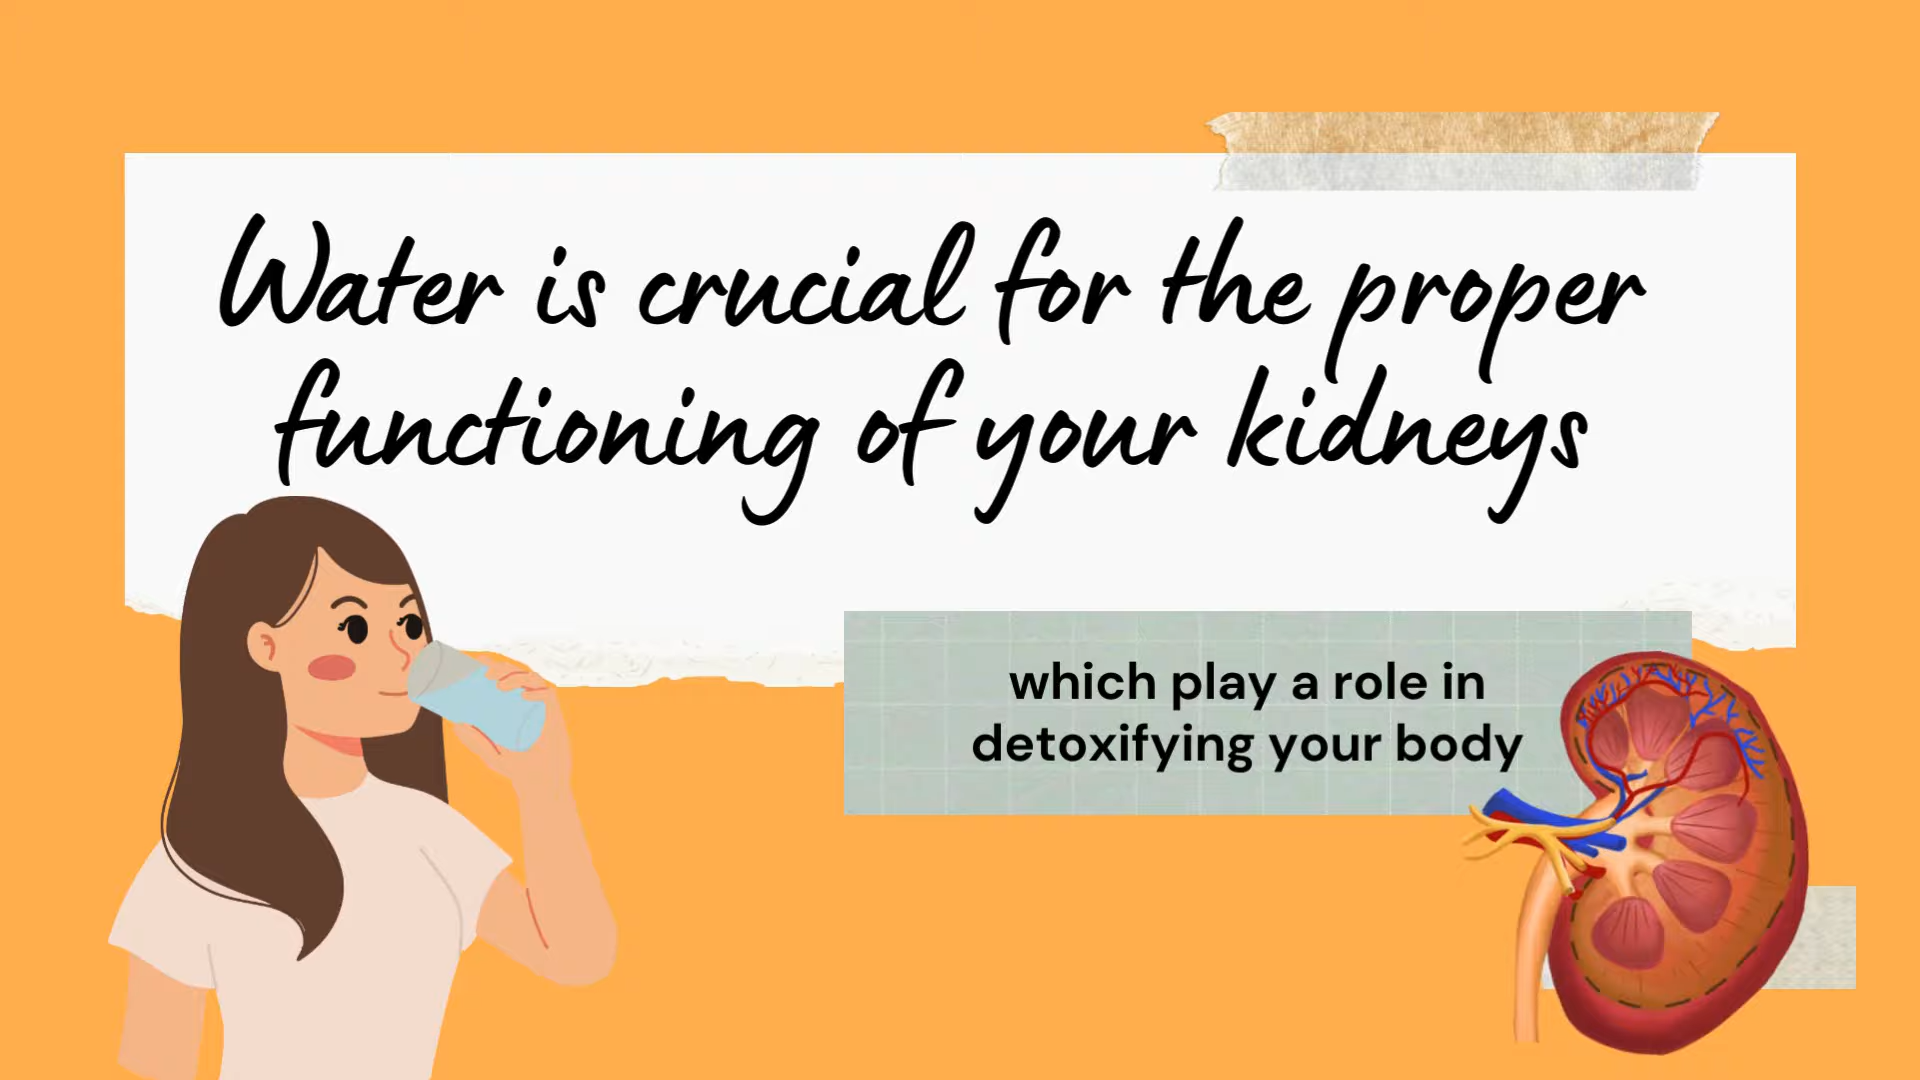 Water is crucial for the proper
functioning of your kidneys
which play a role in
detoxifying your body